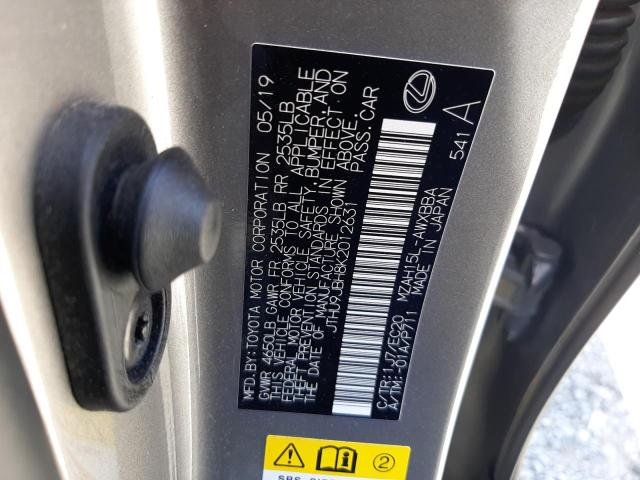 MFD.BY:TOYOTA MOTOR CORPORATION 05/19
GVWR 4650LB GAWR FR 2535LB RR 2535LB
THIS VEHICLE CONFORMS TO ALL APPLICABLE
FEDERAL MOTOR VEHICLE SAFETY,BUMPER,AND
THEFT PREVENTION STANDARDS IN EFFECT ON
THE DATE OF MANUFACTURE SHOWN ABOVE.
JTHU9JBH8K2012631 PASS.CAR
C/TR:1J7/EG20 MZAH15L-AWXBBA
A/TM:-01A/P711 MADE IN JAPAN
541 A
2